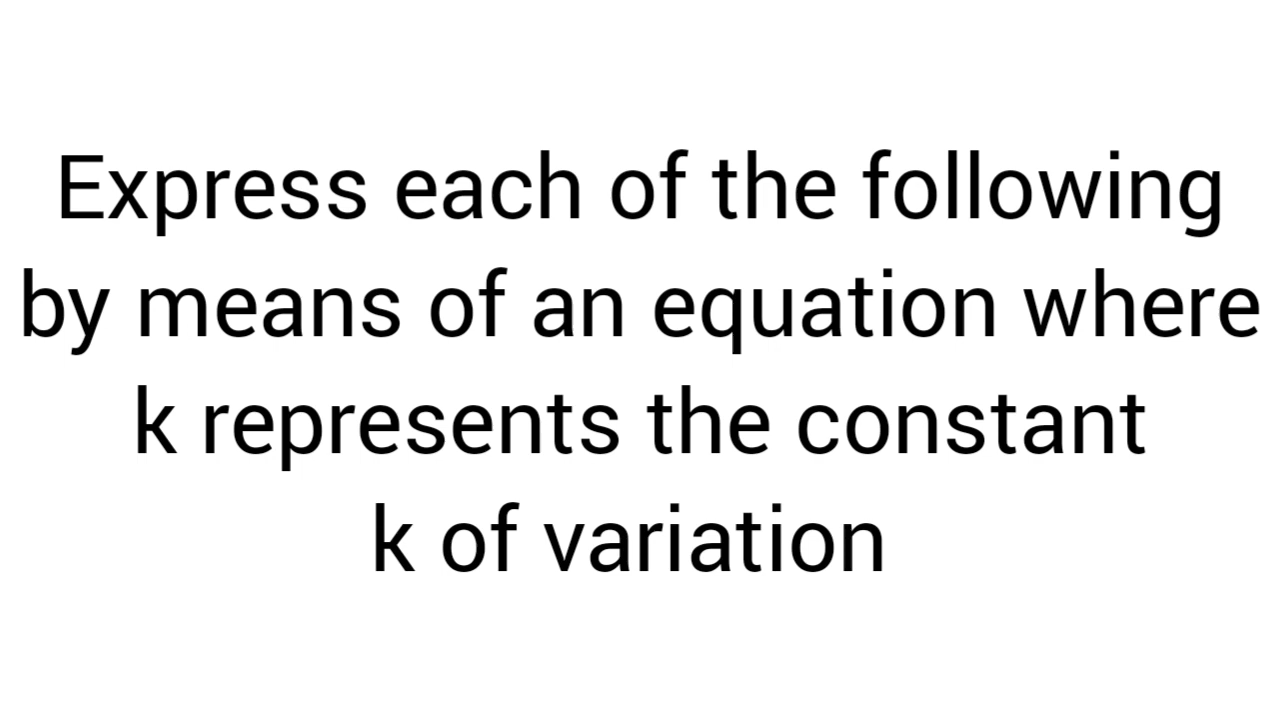 Express each of the following
by means of an equation where
k represents the constant
k of variation